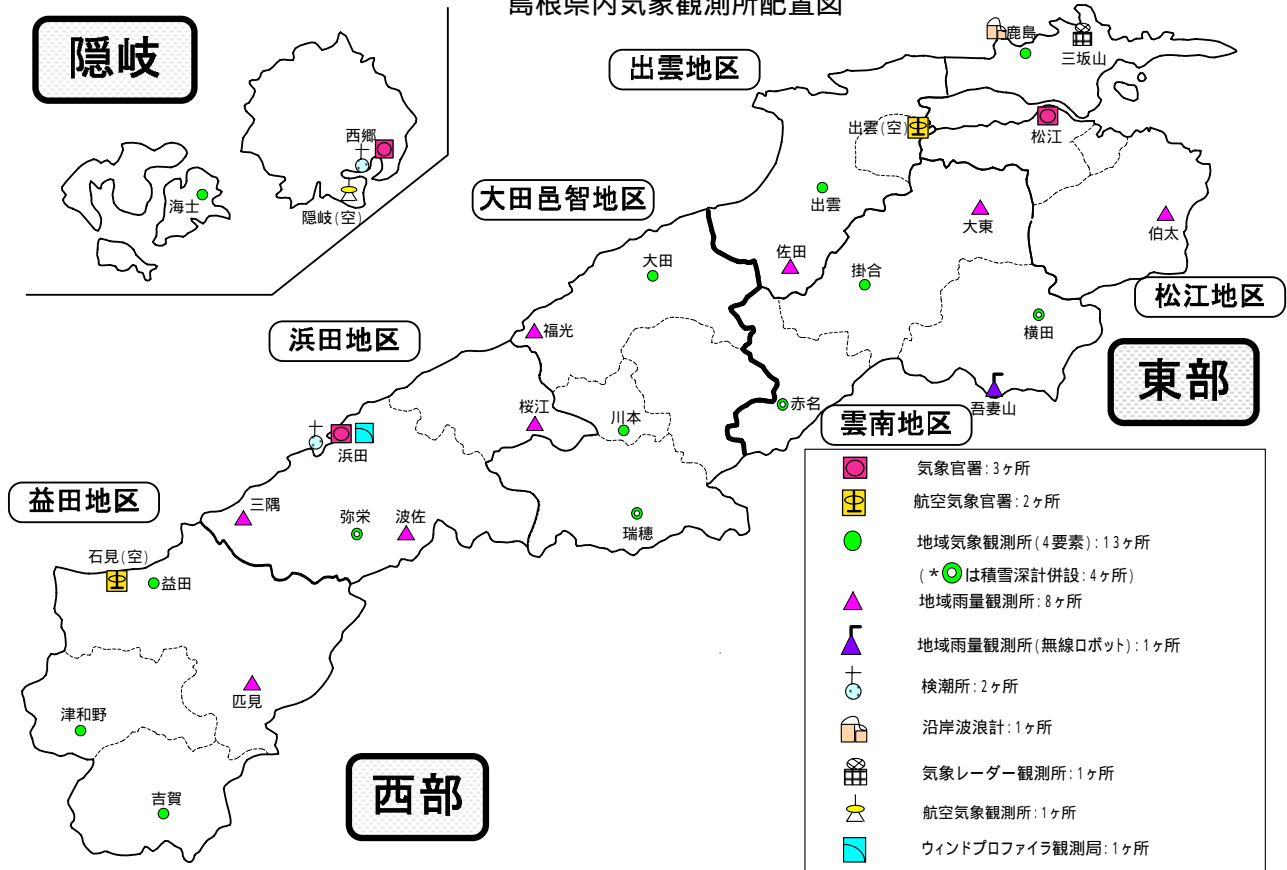 島根県内気象観測所配置図
隠岐
出雲地区
鹿島
三坂山
出雲(空)
松江
西郷
海士
隠岐(空)
大田邑智地区
出雲
大東
伯太
佐田
掛合
大田
松江地区
横田
浜田地区
福光
東部
吾妻山
赤名
桜江
川本
雲南地区
浜田
益田地区
三隅
弥栄
波佐
瑞穂
石見(空)
益田
匹見
津和野
吉賀
西部
気象官署:3ヶ所
航空気象官署:2ヶ所
地域気象観測所(4要素):13ヶ所
(*は積雪深計併設:4ヶ所)
地域雨量観測所:8ヶ所
地域雨量観測所(無線ロボット):1ヶ所
検潮所:2ヶ所
沿岸波浪計:1ヶ所
気象レーダー観測所:1ヶ所
航空気象観測所:1ヶ所
ウィンドプロファイラ観測局:1ヶ所